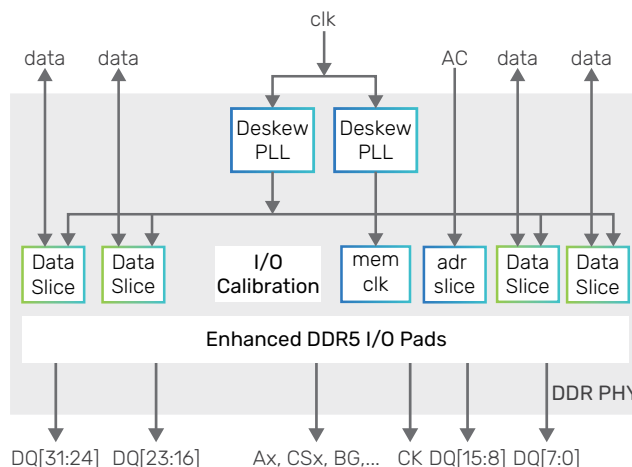 clk
data data AC data data
Deskew PLL Deskew PLL
Data Slice Data Slice I/O Calibration mem clk adr slice Data Slice Data Slice
Enhanced DDR5 I/O Pads
DDR PHY
DQ[31:24] DQ[23:16] Ax, CSx, BG,... CK DQ[15:8] DQ[7:0]